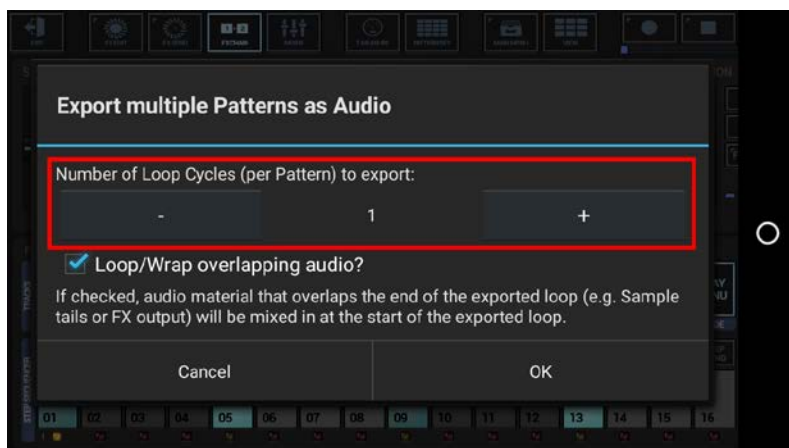 Export multiple Patterns as Audio
Number of Loop Cycles (per Pattern) to export:
- 1 +
Loop/Wrap overlapping audio?
If checked, audio material that overlaps the end of the exported loop (e.g. Sample
tails or FX output) will be mixed in at the start of the exported loop.
Cancel OK
TRACKS
STEP SEQUENCER
01 02 03 04 05 06 07 08 09 10 11 12 13 14 15 16